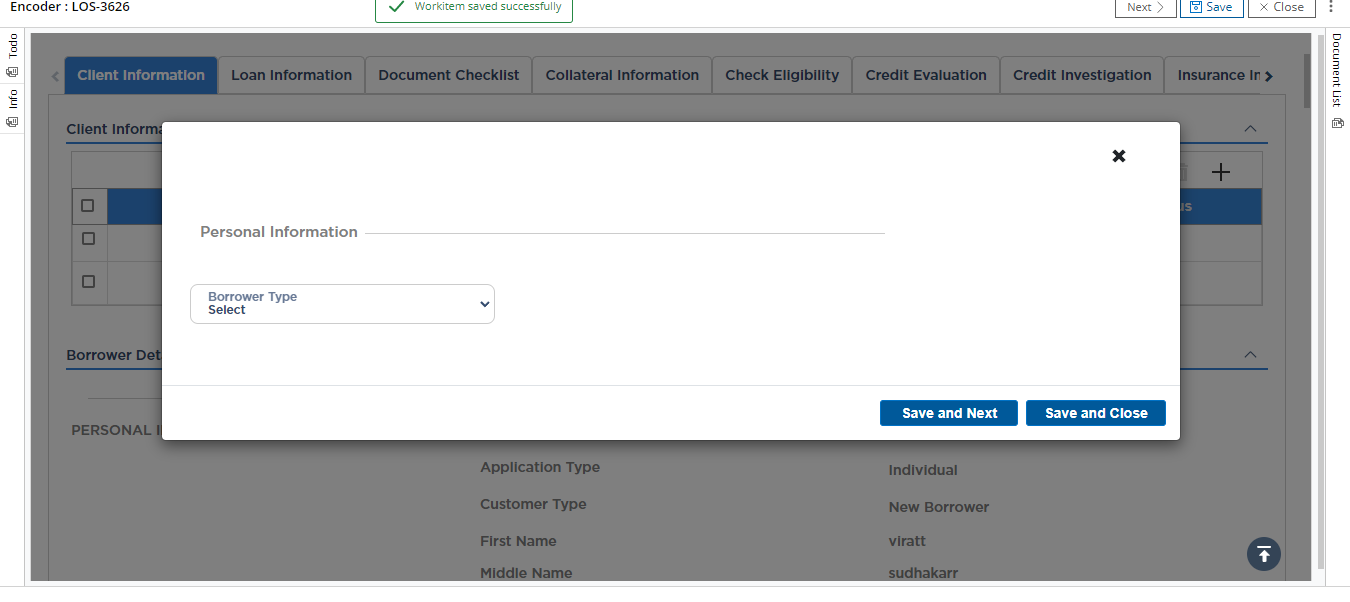 Encoder : LOS-3626
Workitem saved successfully
Next
Save
Close
Todo
Info
Document List
Client Information
Loan Information
Document Checklist
Collateral Information
Check Eligibility
Credit Evaluation
Credit Investigation
Insurance In
Client Informa
us
Personal Information
Borrower Type
Select
Borrower Det
Save and Next
Save and Close
PERSONAL I
Application Type
Individual
Customer Type
New Borrower
First Name
viratt
Middle Name
sudhakarr